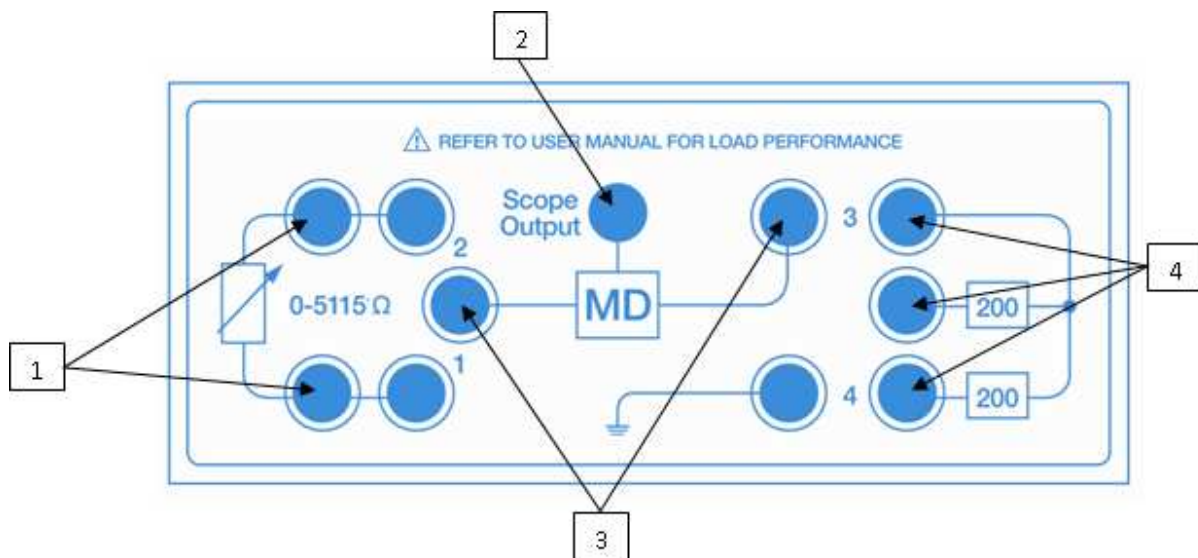 2
⚠ REFER TO USER MANUAL FOR LOAD PERFORMANCE
Scope
Output
3
2
4
0-5115 Ω
MD
200
1
1
4
200
3